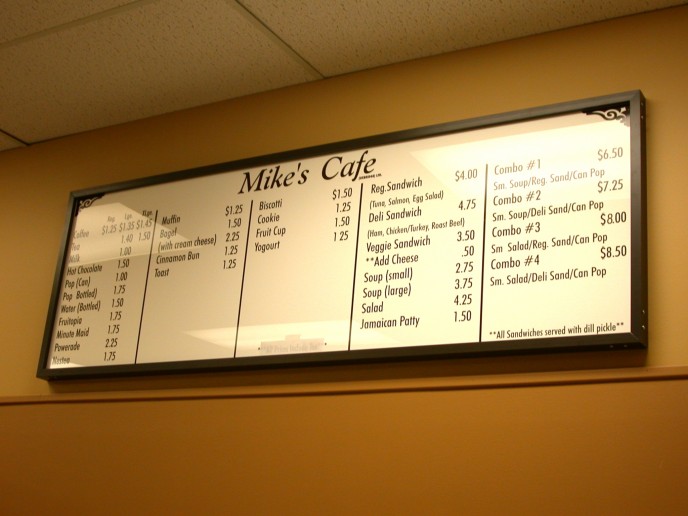 Mike's Cafe
Reg. Lge. Xlge.
Coffee $1.25 $1.35 $1.45
Tea 1.40 1.50
Milk 1.00
Hot Chocolate 1.50
Pop (Can) 1.00
Pop Bottled) 1.75
Water (Bottled) 1.50
Fruitopia 1.75
Minute Maid 1.75
Powerade 2.25
Nestea 1.75
Muffin $1.25
Bagel 1.50
(with cream cheese) 2.25
Cinnamon Bun 1.25
Toast 1.25
Biscotti $1.50
Cookie 1.25
Fruit Cup 1.50
Yogourt 1 25
Reg.Sandwich $4.00
(Tuna, Salmon, Egg Salad)
Deli Sandwich 4.75
(Ham, Chicken/Turkey, Roast Beef)
Veggie Sandwich 3.50
**Add Cheese .50
Soup (small) 2.75
Soup (large) 3.75
Salad 4.25
Jamaican Patty 1.50
Combo #1 $6.50
Sm. Soup/Reg. Sand/Can Pop
Combo #2 $7.25
Sm. Soup/Deli Sand/Can Pop
Combo #3 $8.00
Sm Salad/Reg. Sand/Can Pop
Combo #4 $8.50
Sm. Salad/Deli Sand/Can Pop
**All Sandwiches served with dill pickle**